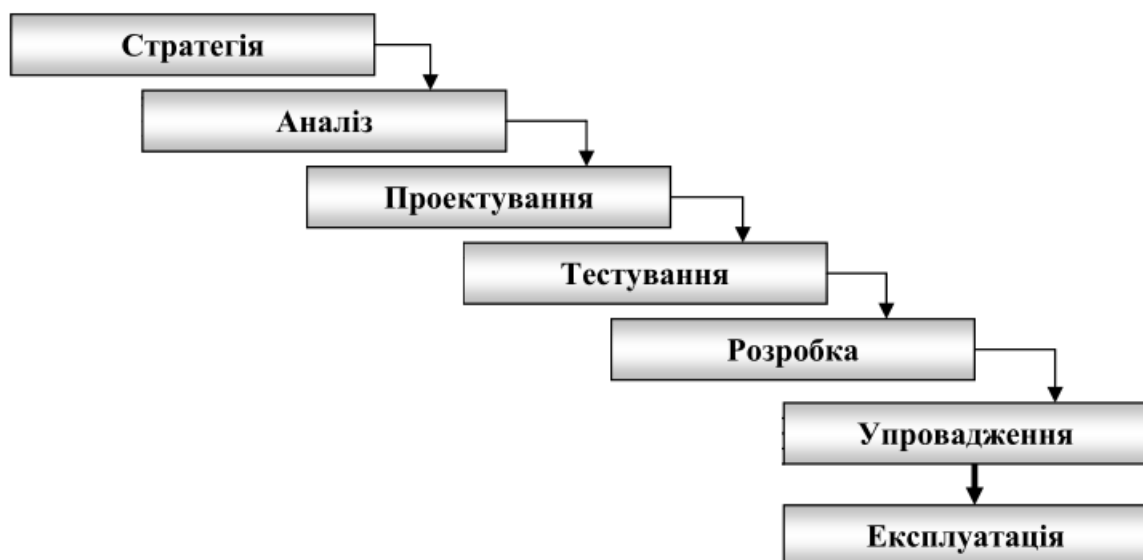 Стратегія
Аналіз
Проектування
Тестування
Розробка
Упровадження
Експлуатація